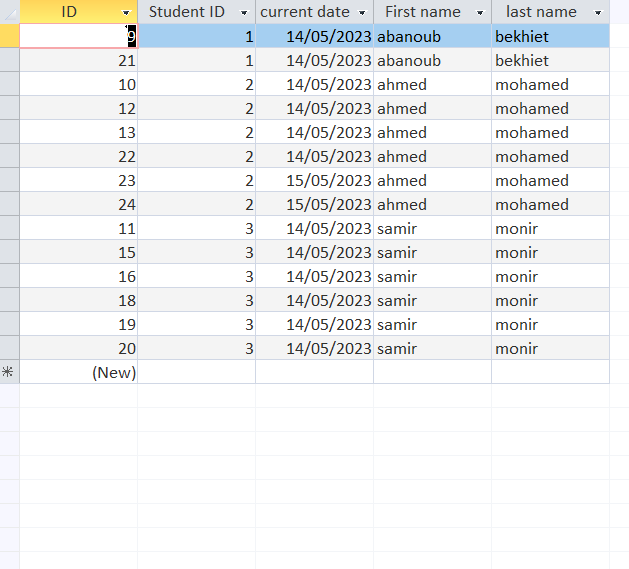 ID Student ID current date First name last name
9 1 14/05/2023 abanoub bekhiet
21 1 14/05/2023 abanoub bekhiet
10 2 14/05/2023 ahmed mohamed
12 2 14/05/2023 ahmed mohamed
13 2 14/05/2023 ahmed mohamed
22 2 14/05/2023 ahmed mohamed
23 2 15/05/2023 ahmed mohamed
24 2 15/05/2023 ahmed mohamed
11 3 14/05/2023 samir monir
15 3 14/05/2023 samir monir
16 3 14/05/2023 samir monir
18 3 14/05/2023 samir monir
19 3 14/05/2023 samir monir
20 3 14/05/2023 samir monir
(New)